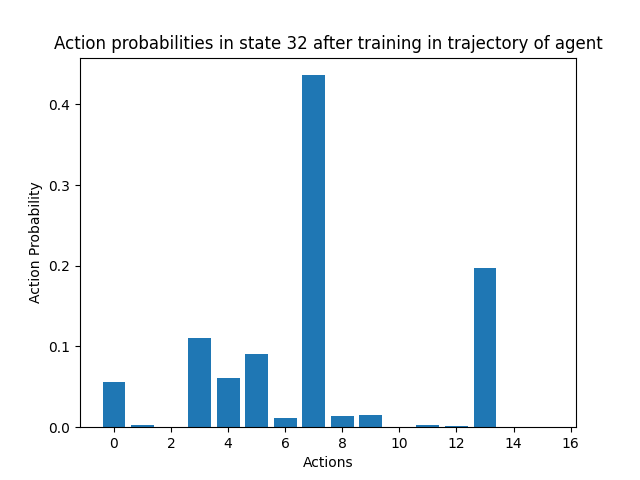 Action probabilities in state 32 after training in trajectory of agent
0.4
0.3
0.2
0.1
0.0
Action Probability
0 2 4 6 8 10 12 14 16
Actions